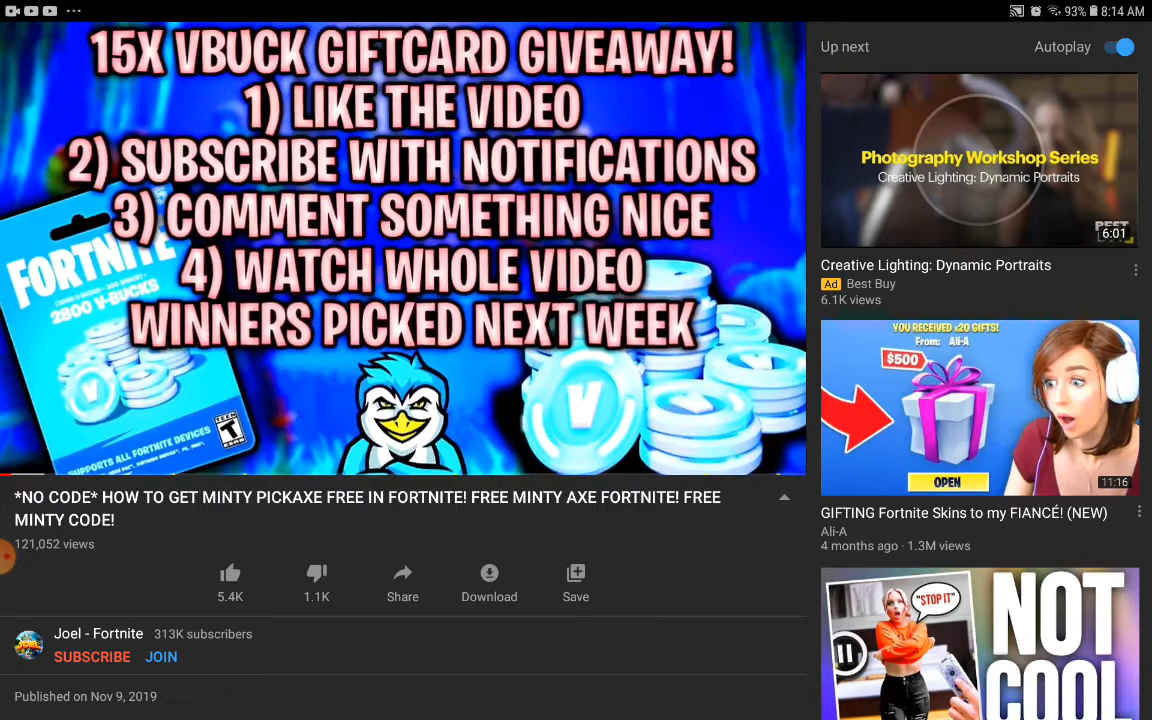 93% 8:14 AM
15X VBUCK GIFTCARD GIVEAWAY!
1) LIKE THE VIDEO
2) SUBSCRIBE WITH NOTIFICATIONS
3) COMMENT SOMETHING NICE
4) WATCH WHOLE VIDEO
WINNERS PICKED NEXT WEEK
FORTNITE
2800 V-BUCKS
TEEN
SUPPORTS ALL FORTNITE DEVICES
*NO CODE* HOW TO GET MINTY PICKAXE FREE IN FORTNITE! FREE MINTY AXE FORTNITE! FREE
MINTY CODE!
121,052 views
5.4K
1.1K
Share
Download
Save
Joel - Fortnite 313K subscribers
SUBSCRIBE JOIN
Published on Nov 9, 2019
Up next Autoplay
Photography Workshop Series
Creative Lighting: Dynamic Portraits
6:01
Creative Lighting: Dynamic Portraits
Ad Best Buy
6.1K views
YOU RECEIVED x20 GIFTS!
From: Ali-A
$500
OPEN
11:16
GIFTING Fortnite Skins to my FIANCÉ! (NEW)
Ali-A
4 months ago · 1.3M views
"STOP IT"
NOT
COOL